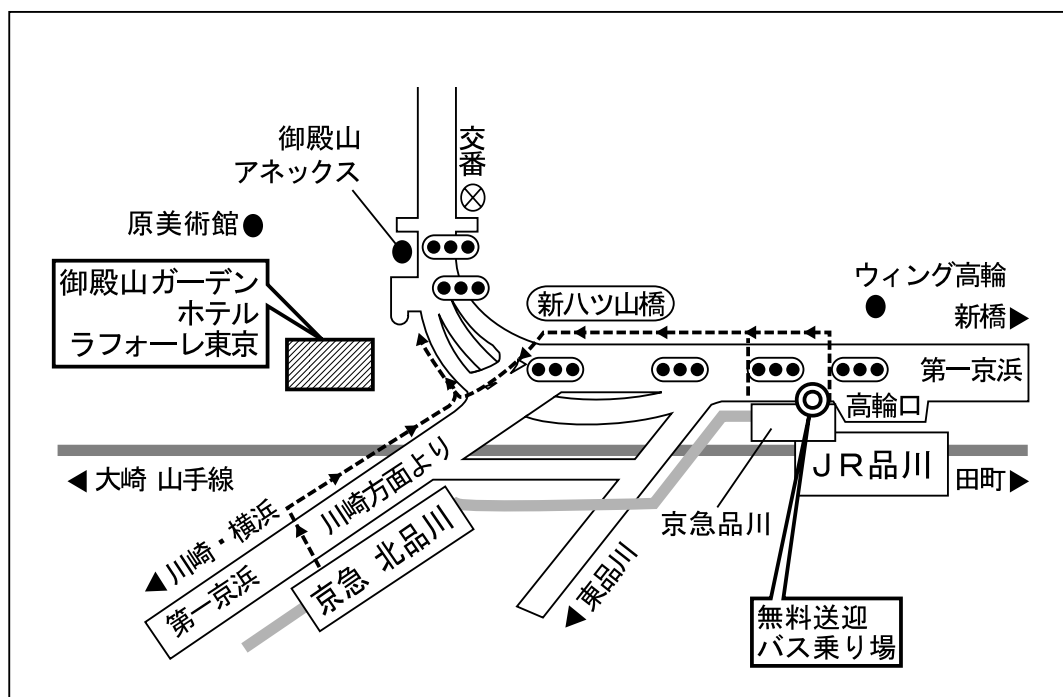 御殿山
アネックス
交番
原美術館
御殿山ガーデン
ホテル
ラフォーレ東京
新八ツ山橋
ウィング高輪
新橋
第一京浜
高輪口
大崎 山手線
JR品川
田町
京急品川
川崎・横浜
川崎方面より
京急 北品川
第一京浜
東品川
無料送迎
バス乗り場